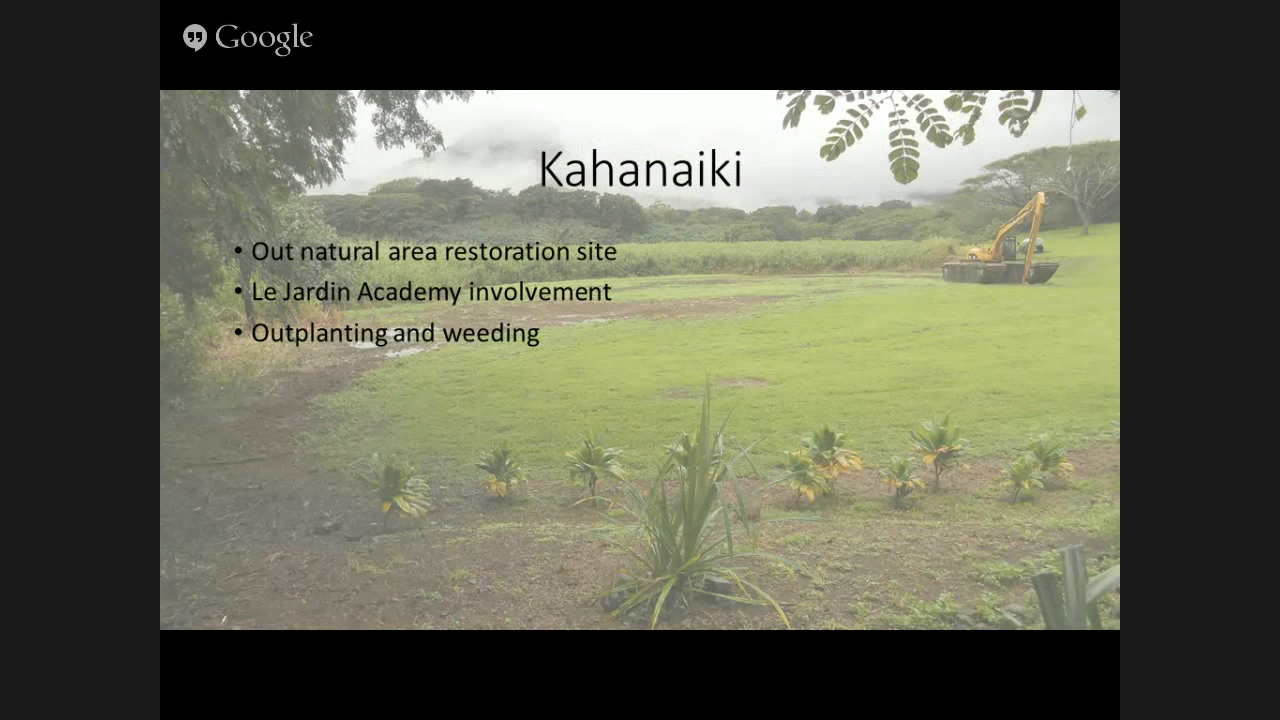 Google
Kahanaiki
• Out natural area restoration site
• Le Jardin Academy involvement
• Outplanting and weeding